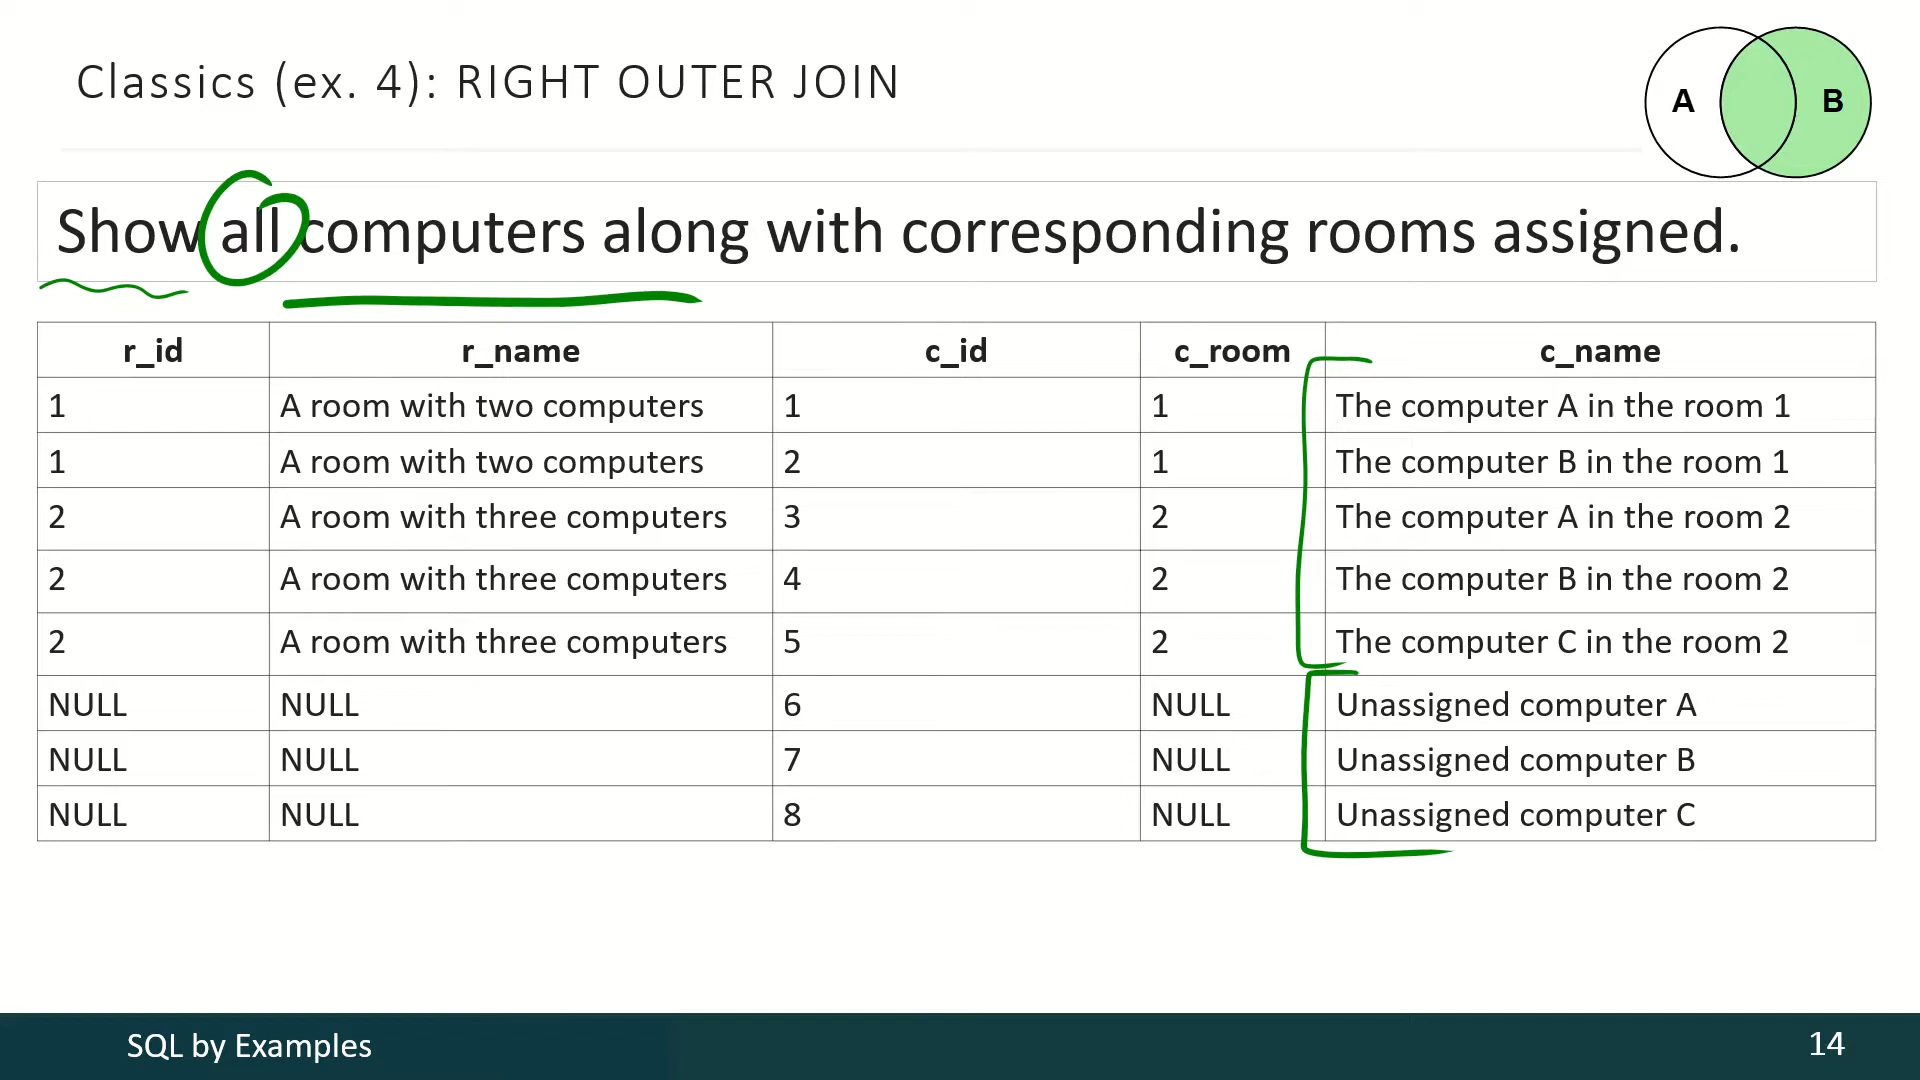 Classics (ex. 4): RIGHT OUTER JOIN
A B
Show all computers along with corresponding rooms assigned.
r_id r_name c_id c_room c_name
1 A room with two computers 1 1 The computer A in the room 1
1 A room with two computers 2 1 The computer B in the room 1
2 A room with three computers 3 2 The computer A in the room 2
2 A room with three computers 4 2 The computer B in the room 2
2 A room with three computers 5 2 The computer C in the room 2
NULL NULL 6 NULL Unassigned computer A
NULL NULL 7 NULL Unassigned computer B
NULL NULL 8 NULL Unassigned computer C
SQL by Examples 14